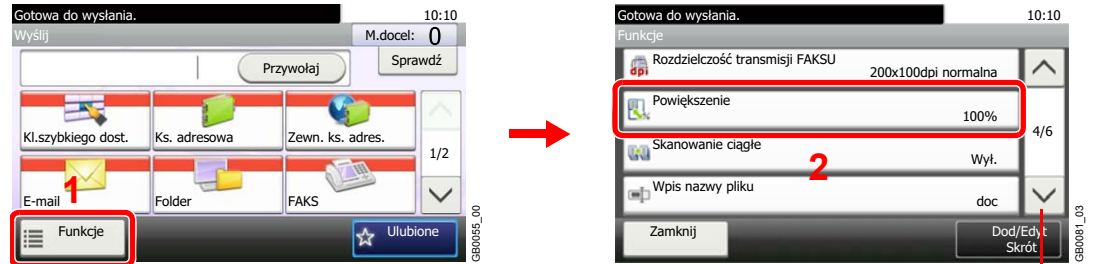 Gotowa do wysłania.
10:10
Wyślij
M.docel: 0
Przywołaj
Sprawdź
Kl.szybkiego dost.
Ks. adresowa
Zewn. ks. adres.
1/2
E-mail
1
Folder
FAKS
Funkcje
Ulubione
GB0055_00
Gotowa do wysłania.
10:10
Funkcje
dpi
Rozdzielczość transmisji FAKSU
200x100dpi normalna
Powiększenie
100%
4/6
Skanowanie ciągłe
Wył.
2
Wpis nazwy pliku
doc
Zamknij
Dod/Edyt
Skrót
GB0081_03